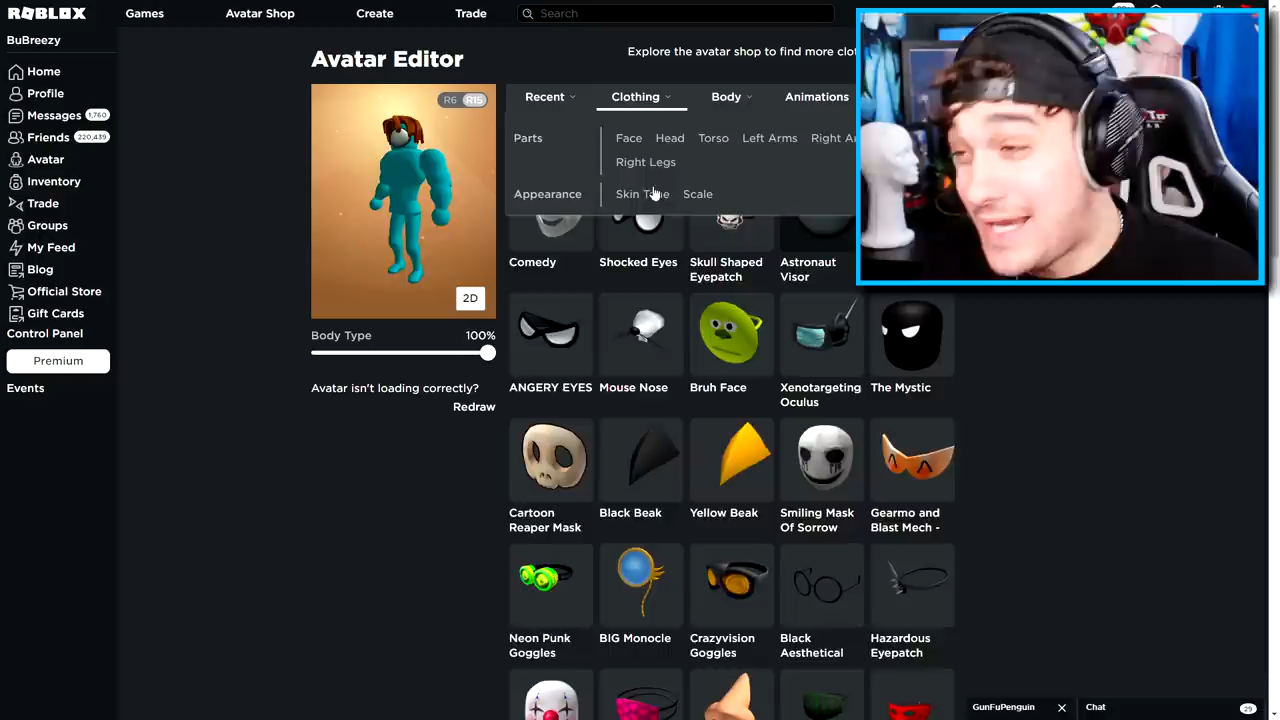 ROBLOX
Games
Avatar Shop
Create
Trade
Search
BuBreezy
Home
Profile
Messages 1,760
Friends 220,439
Avatar
Inventory
Trade
Groups
My Feed
Blog
Official Store
Gift Cards
Control Panel
Premium
Events
Avatar Editor
Explore the avatar shop to find more clot
R6 R15
2D
Body Type 100%
Avatar isn't loading correctly?
Redraw
Recent
Clothing
Body
Animations
Parts
Face Head Torso Left Arms Right Ar
Right Legs
Appearance
Skin Tone Scale
Comedy
Shocked Eyes
Skull Shaped
Eyepatch
Astronaut
Visor
ANGERY EYES
Mouse Nose
Bruh Face
Xenotargeting
Oculus
The Mystic
Cartoon
Reaper Mask
Black Beak
Yellow Beak
Smiling Mask
Of Sorrow
Gearmo and
Blast Mech -
Neon Punk
Goggles
BIG Monocle
Crazyvision
Goggles
Black
Aesthetical
Hazardous
Eyepatch
GunFuPenguin
Chat
29